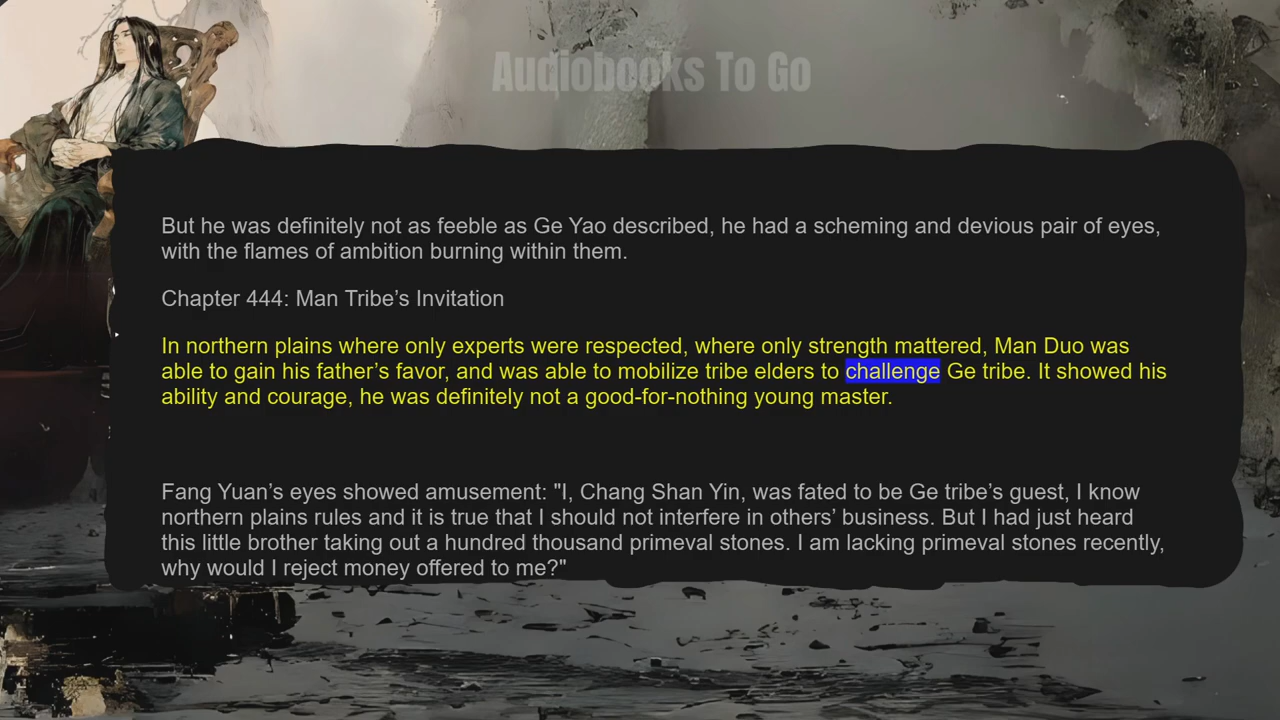 Audiobooks To Go
But he was definitely not as feeble as Ge Yao described, he had a scheming and devious pair of eyes,
with the flames of ambition burning within them.
Chapter 444: Man Tribe’s Invitation
In northern plains where only experts were respected, where only strength mattered, Man Duo was
able to gain his father’s favor, and was able to mobilize tribe elders to challenge Ge tribe. It showed his
ability and courage, he was definitely not a good-for-nothing young master.
Fang Yuan’s eyes showed amusement: "I, Chang Shan Yin, was fated to be Ge tribe’s guest, I know
northern plains rules and it is true that I should not interfere in others’ business. But I had just heard
this little brother taking out a hundred thousand primeval stones. I am lacking primeval stones recently,
why would I reject money offered to me?"